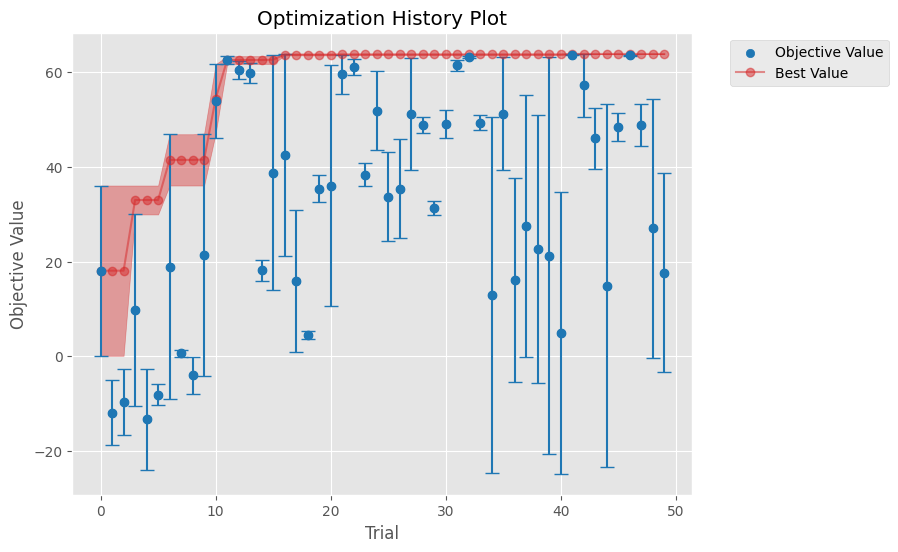 Optimization History Plot
Objective Value
Best Value
Objective Value
60
40
20
0
−20
0 10 20 30 40 50
Trial